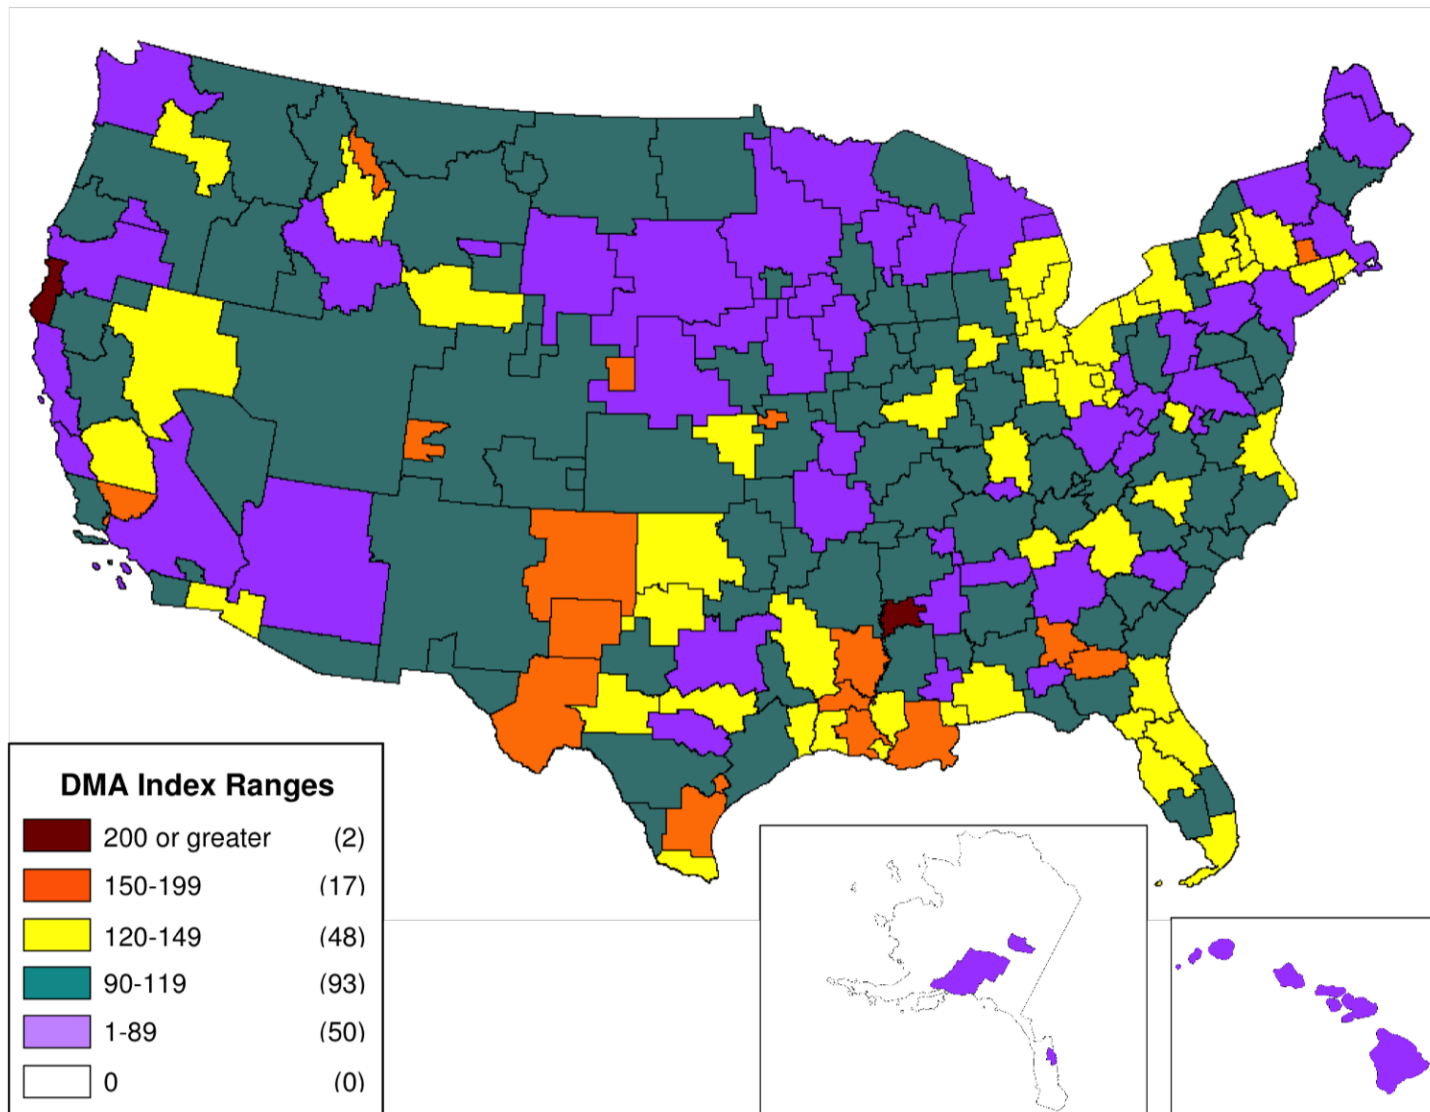 DMA Index Ranges
200 or greater (2)
150-199 (17)
120-149 (48)
90-119 (93)
1-89 (50)
0 (0)